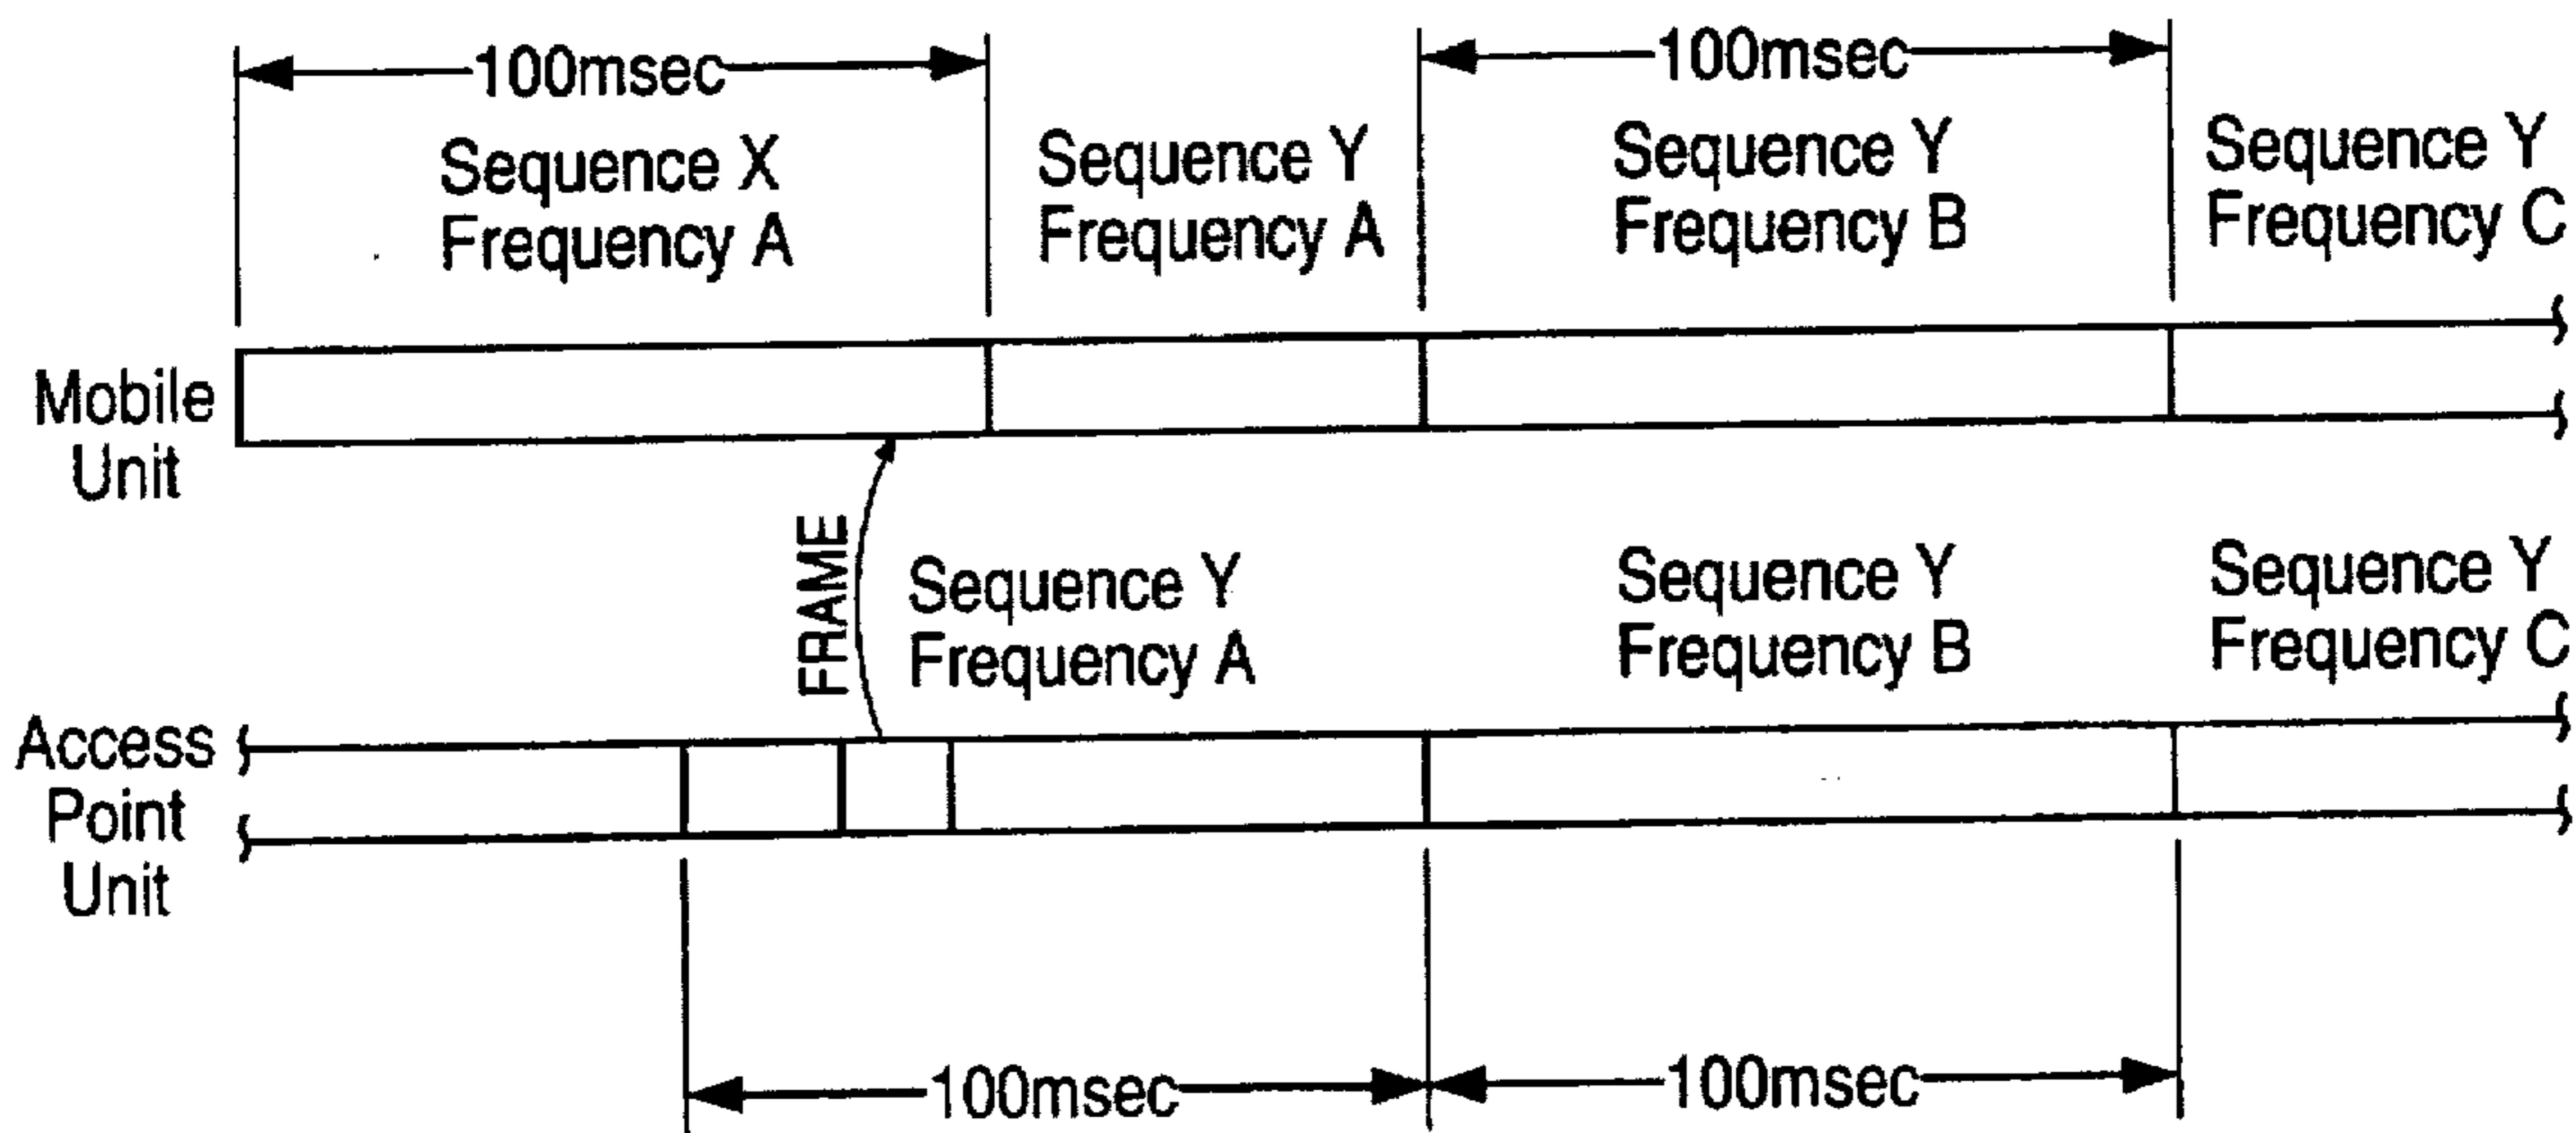 100msec
100msec
Sequence X
Frequency A
Sequence Y
Frequency A
Sequence Y
Frequency B
Sequence Y
Frequency C
Mobile
Unit
FRAME
Sequence Y
Frequency A
Sequence Y
Frequency B
Sequence Y
Frequency C
Access
Point
Unit
100msec
100msec